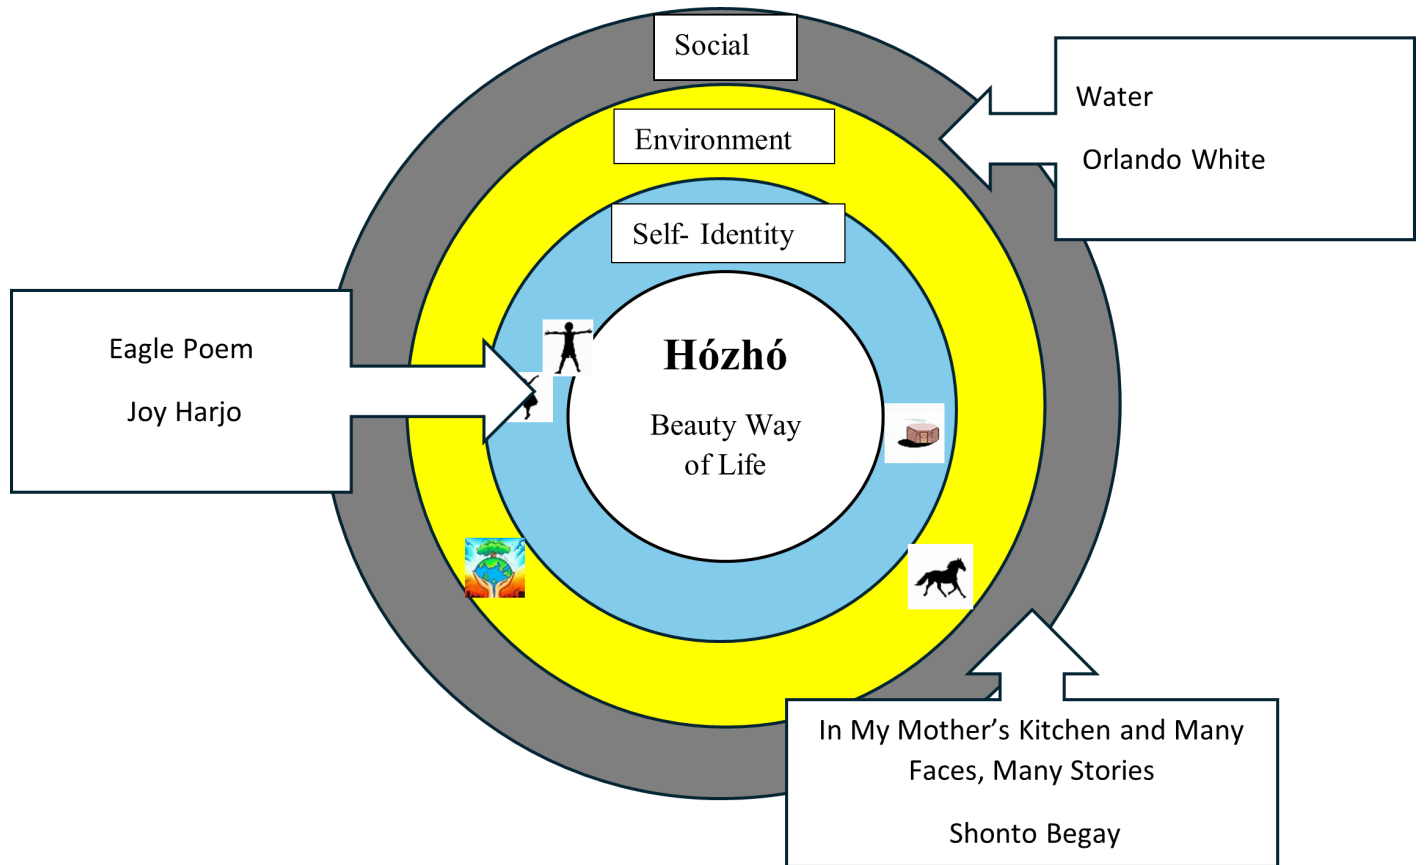 Social
Environment
Self- Identity
Hózhó
Beauty Way
of Life
Water
Orlando White
Eagle Poem
Joy Harjo
In My Mother’s Kitchen and Many
Faces, Many Stories
Shonto Begay